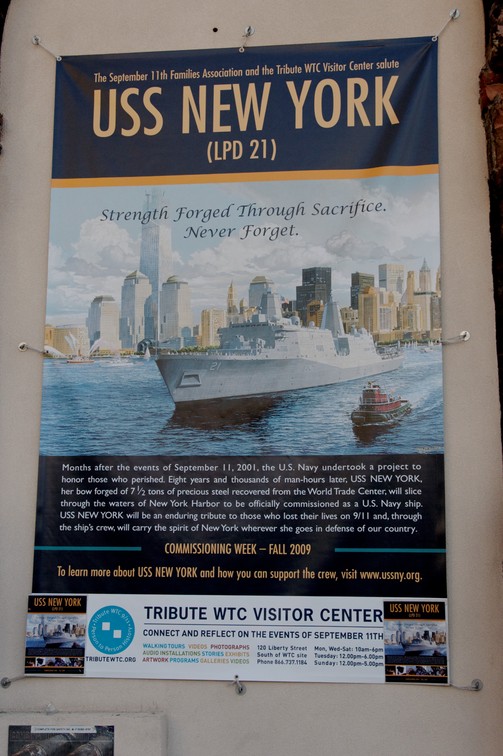 The September 11th Families Association and the Tribute WTC Visitor Center salute
USS NEW YORK
(LPD 21)
Strength Forged Through Sacrifice.
Never Forget.
21
Months after the events of September 11, 2001, the U.S. Navy undertook a project to
honor those who perished. Eight years and thousands of man-hours later, USS NEW YORK,
her bow forged of 7 1/2 tons of precious steel recovered from the World Trade Center, will slice
through the waters of New York Harbor to be officially commissioned as a U.S. Navy ship.
USS NEW YORK will be an enduring tribute to those who lost their lives on 9/11 and, through
the ship's crew, will carry the spirit of New York wherever she goes in defense of our country.
COMMISSIONING WEEK – FALL 2009
To learn more about USS NEW YORK and how you can support the crew, visit www.ussny.org.
USS NEW YORK
TRIBUTEWTC.ORG
TRIBUTE WTC VISITOR CENTER
CONNECT AND REFLECT ON THE EVENTS OF SEPTEMBER 11TH
WALKING TOURS VIDEOS PHOTOGRAPHS
AUDIO INSTALLATIONS STORIES EXHIBITS
ARTWORK PROGRAMS GALLERIES VIDEOS
120 Liberty Street
South of WTC site
Phone 866.737.1184
Mon, Wed-Sat: 10am-6pm
Tuesday: 12:00pm-6:00pm
Sunday: 12:00pm-5:00pm
USS NEW YORK